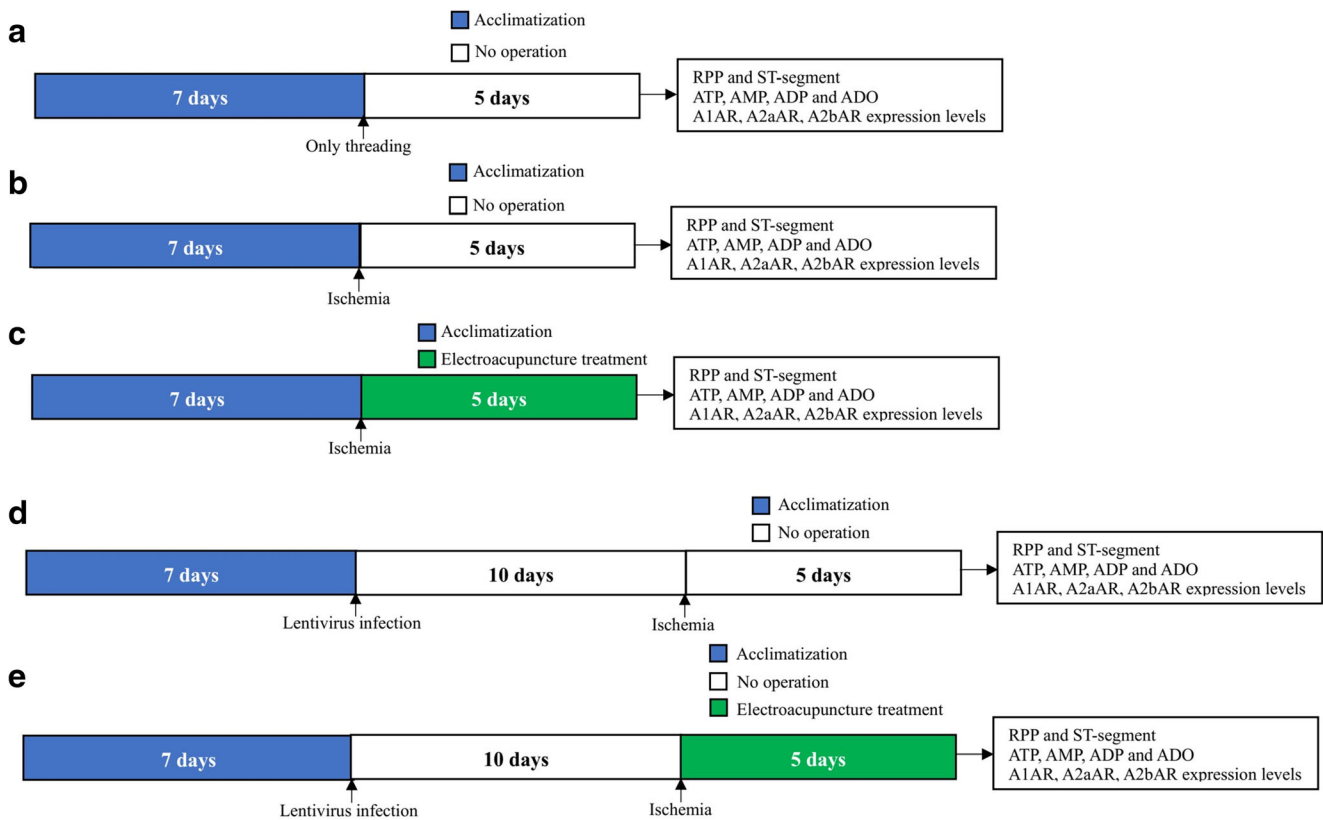 a
Acclimatization
No operation
7 days
5 days
Only threading
RPP and ST-segment
ATP, AMP, ADP and ADO
A1AR, A2aAR, A2bAR expression levels
b
Acclimatization
No operation
7 days
5 days
Ischemia
RPP and ST-segment
ATP, AMP, ADP and ADO
A1AR, A2aAR, A2bAR expression levels
c
Acclimatization
Electroacupuncture treatment
7 days
5 days
Ischemia
RPP and ST-segment
ATP, AMP, ADP and ADO
A1AR, A2aAR, A2bAR expression levels
d
Acclimatization
No operation
7 days
10 days
5 days
Lentivirus infection
Ischemia
RPP and ST-segment
ATP, AMP, ADP and ADO
A1AR, A2aAR, A2bAR expression levels
e
Acclimatization
No operation
Electroacupuncture treatment
7 days
10 days
5 days
Lentivirus infection
Ischemia
RPP and ST-segment
ATP, AMP, ADP and ADO
A1AR, A2aAR, A2bAR expression levels